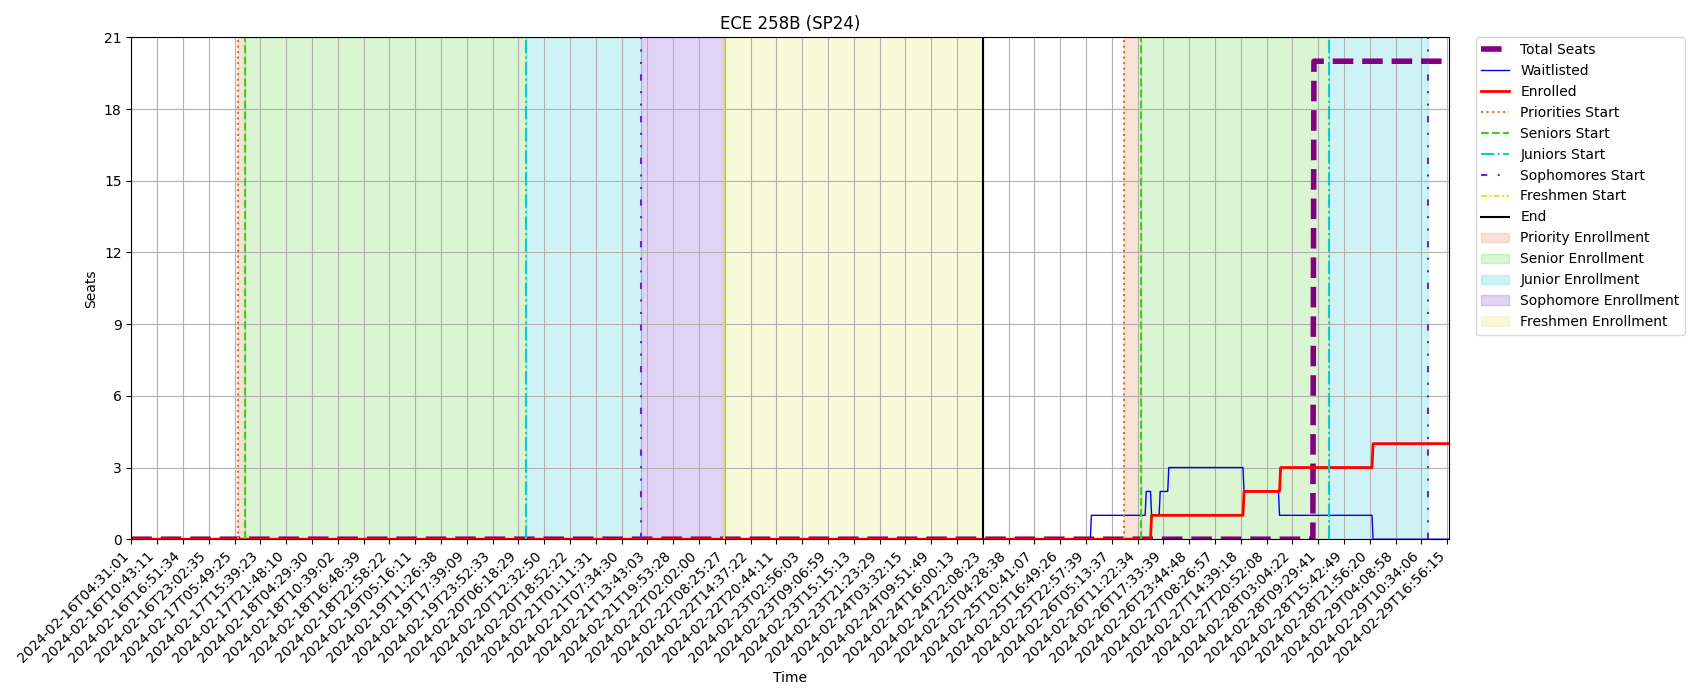 ECE 258B (SP24)
21
18
15
12
9
6
3
0
Seats
2024-02-16T04:31:01
2024-02-16T10:43:11
2024-02-16T16:51:34
2024-02-16T23:02:35
2024-02-17T05:49:25
2024-02-17T15:39:23
2024-02-17T21:48:10
2024-02-18T04:29:30
2024-02-18T10:39:02
2024-02-18T16:48:39
2024-02-18T22:58:22
2024-02-19T05:16:11
2024-02-19T11:26:38
2024-02-19T17:39:09
2024-02-19T23:52:33
2024-02-20T06:18:29
2024-02-20T12:32:50
2024-02-20T18:52:22
2024-02-21T01:11:31
2024-02-21T07:34:30
2024-02-21T13:43:03
2024-02-21T19:53:28
2024-02-22T02:02:00
2024-02-22T08:25:27
2024-02-22T14:37:22
2024-02-22T20:44:11
2024-02-23T02:56:03
2024-02-23T09:06:59
2024-02-23T15:15:13
2024-02-23T21:23:29
2024-02-24T03:32:15
2024-02-24T09:51:49
2024-02-24T16:00:13
2024-02-24T22:08:23
2024-02-25T04:28:38
2024-02-25T10:41:07
2024-02-25T16:49:26
2024-02-25T22:57:39
2024-02-26T05:13:37
2024-02-26T11:22:34
2024-02-26T17:33:39
2024-02-26T23:44:48
2024-02-27T08:26:57
2024-02-27T14:39:18
2024-02-27T20:52:08
2024-02-28T03:04:22
2024-02-28T09:29:41
2024-02-28T15:42:49
2024-02-28T21:56:20
2024-02-29T04:08:58
2024-02-29T10:34:06
2024-02-29T16:56:15
Time
Total Seats
Waitlisted
Enrolled
Priorities Start
Seniors Start
Juniors Start
Sophomores Start
Freshmen Start
End
Priority Enrollment
Senior Enrollment
Junior Enrollment
Sophomore Enrollment
Freshmen Enrollment